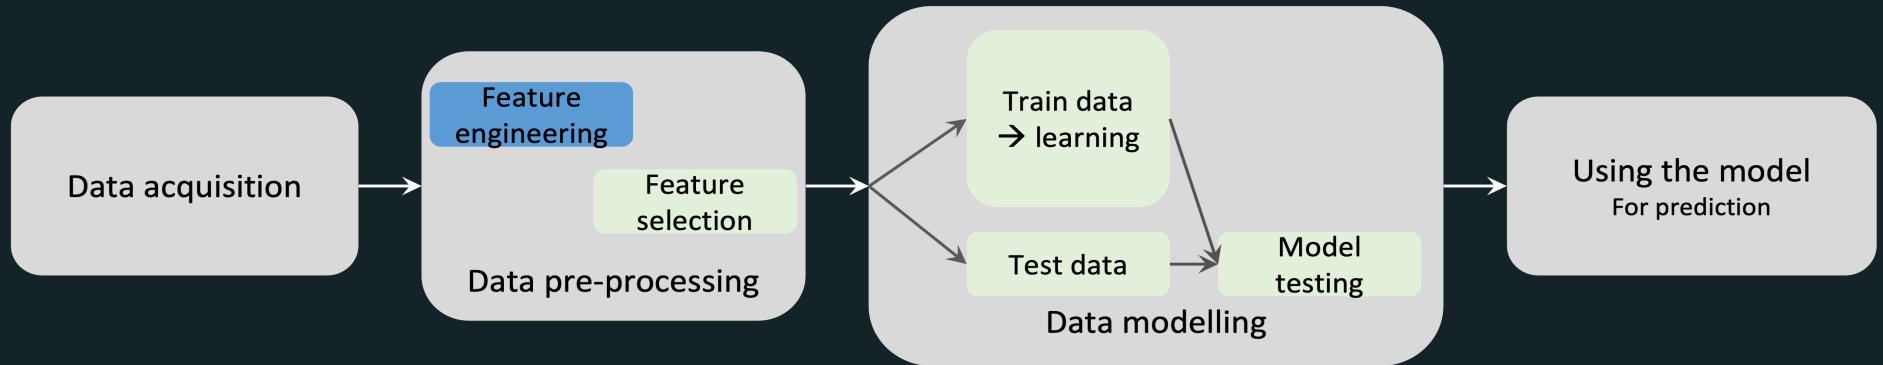 Data acquisition
Feature
engineering
Feature
selection
Data pre-processing
Train data
→ learning
Test data
Model
testing
Data modelling
Using the model
For prediction